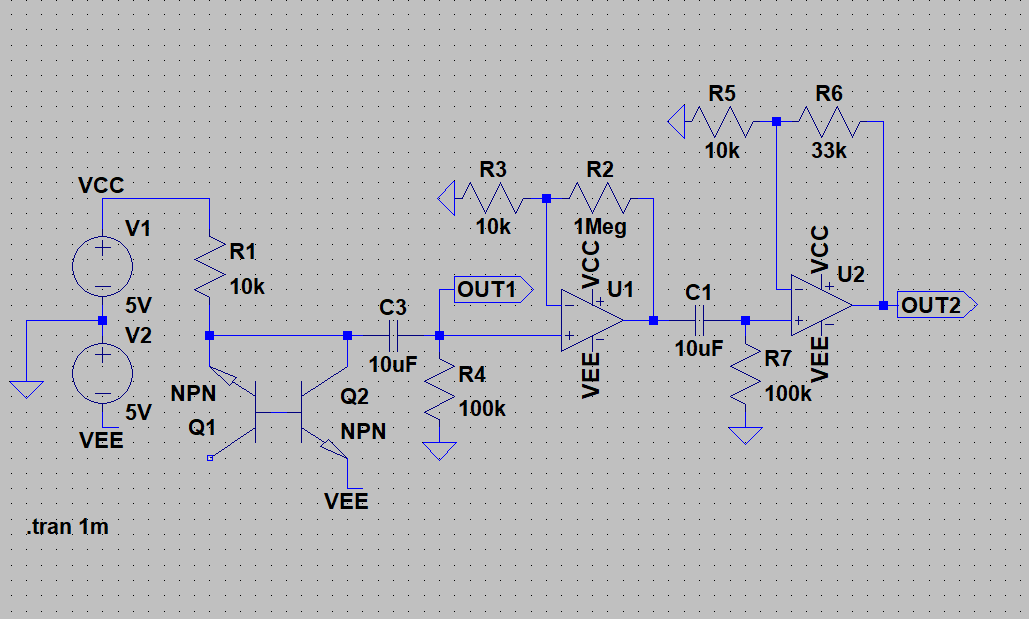 R5
R6
10k
33k
R3
R2
10k
1Meg
VCC
V1
5V
V2
5V
VEE
R1
10k
NPN
Q1
Q2
NPN
VEE
C3
10uF
OUT1
R4
100k
VCC
U1
VEE
C1
10uF
R7
100k
VCC
U2
VEE
OUT2
.tran 1m